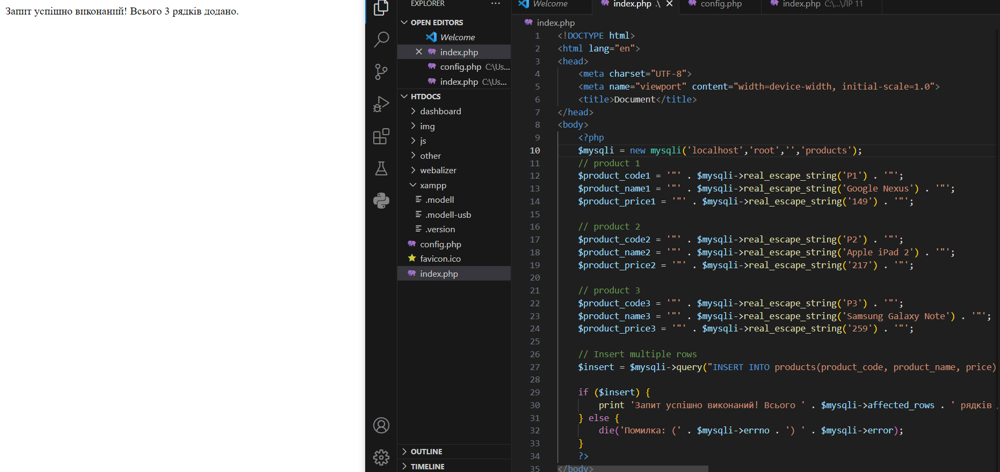 Запит успішно виконаний! Всього 3 рядків додано.
EXPLORER
OPEN EDITORS
Welcome
index.php
config.php C:\Us...
index.php C:\Us...
HTDOCS
dashboard
img
js
other
webalizer
xampp
.modell
.modell-usb
.version
config.php
favicon.ico
index.php
OUTLINE
TIMELINE
Welcome
index.php .\
config.php
index.php C:\...\ЛР 11
index.php
1 <!DOCTYPE html>
2 <html lang="en">
3 <head>
4 <meta charset="UTF-8">
5 <meta name="viewport" content="width=device-width, initial-scale=1.0">
6 <title>Document</title>
7 </head>
8 <body>
9 <?php
10 $mysqli = new mysqli('localhost','root','','products');
11 // product 1
12 $product_code1 = '"' . $mysqli->real_escape_string('P1') . '"';
13 $product_name1 = '"' . $mysqli->real_escape_string('Google Nexus') . '"';
14 $product_price1 = '"' . $mysqli->real_escape_string('149') . '"';
15
16 // product 2
17 $product_code2 = '"' . $mysqli->real_escape_string('P2') . '"';
18 $product_name2 = '"' . $mysqli->real_escape_string('Apple iPad 2') . '"';
19 $product_price2 = '"' . $mysqli->real_escape_string('217') . '"';
20
21 // product 3
22 $product_code3 = '"' . $mysqli->real_escape_string('P3') . '"';
23 $product_name3 = '"' . $mysqli->real_escape_string('Samsung Galaxy Note') . '"';
24 $product_price3 = '"' . $mysqli->real_escape_string('259') . '"';
25
26 // Insert multiple rows
27 $insert = $mysqli->query("INSERT INTO products(product_code, product_name, price)
28
29 if ($insert) {
30 print 'Запит успішно виконаний! Всього ' . $mysqli->affected_rows . ' рядків
31 } else {
32 die('Помилка: (' . $mysqli->errno . ') ' . $mysqli->error);
33 }
34 ?>
35 </body>